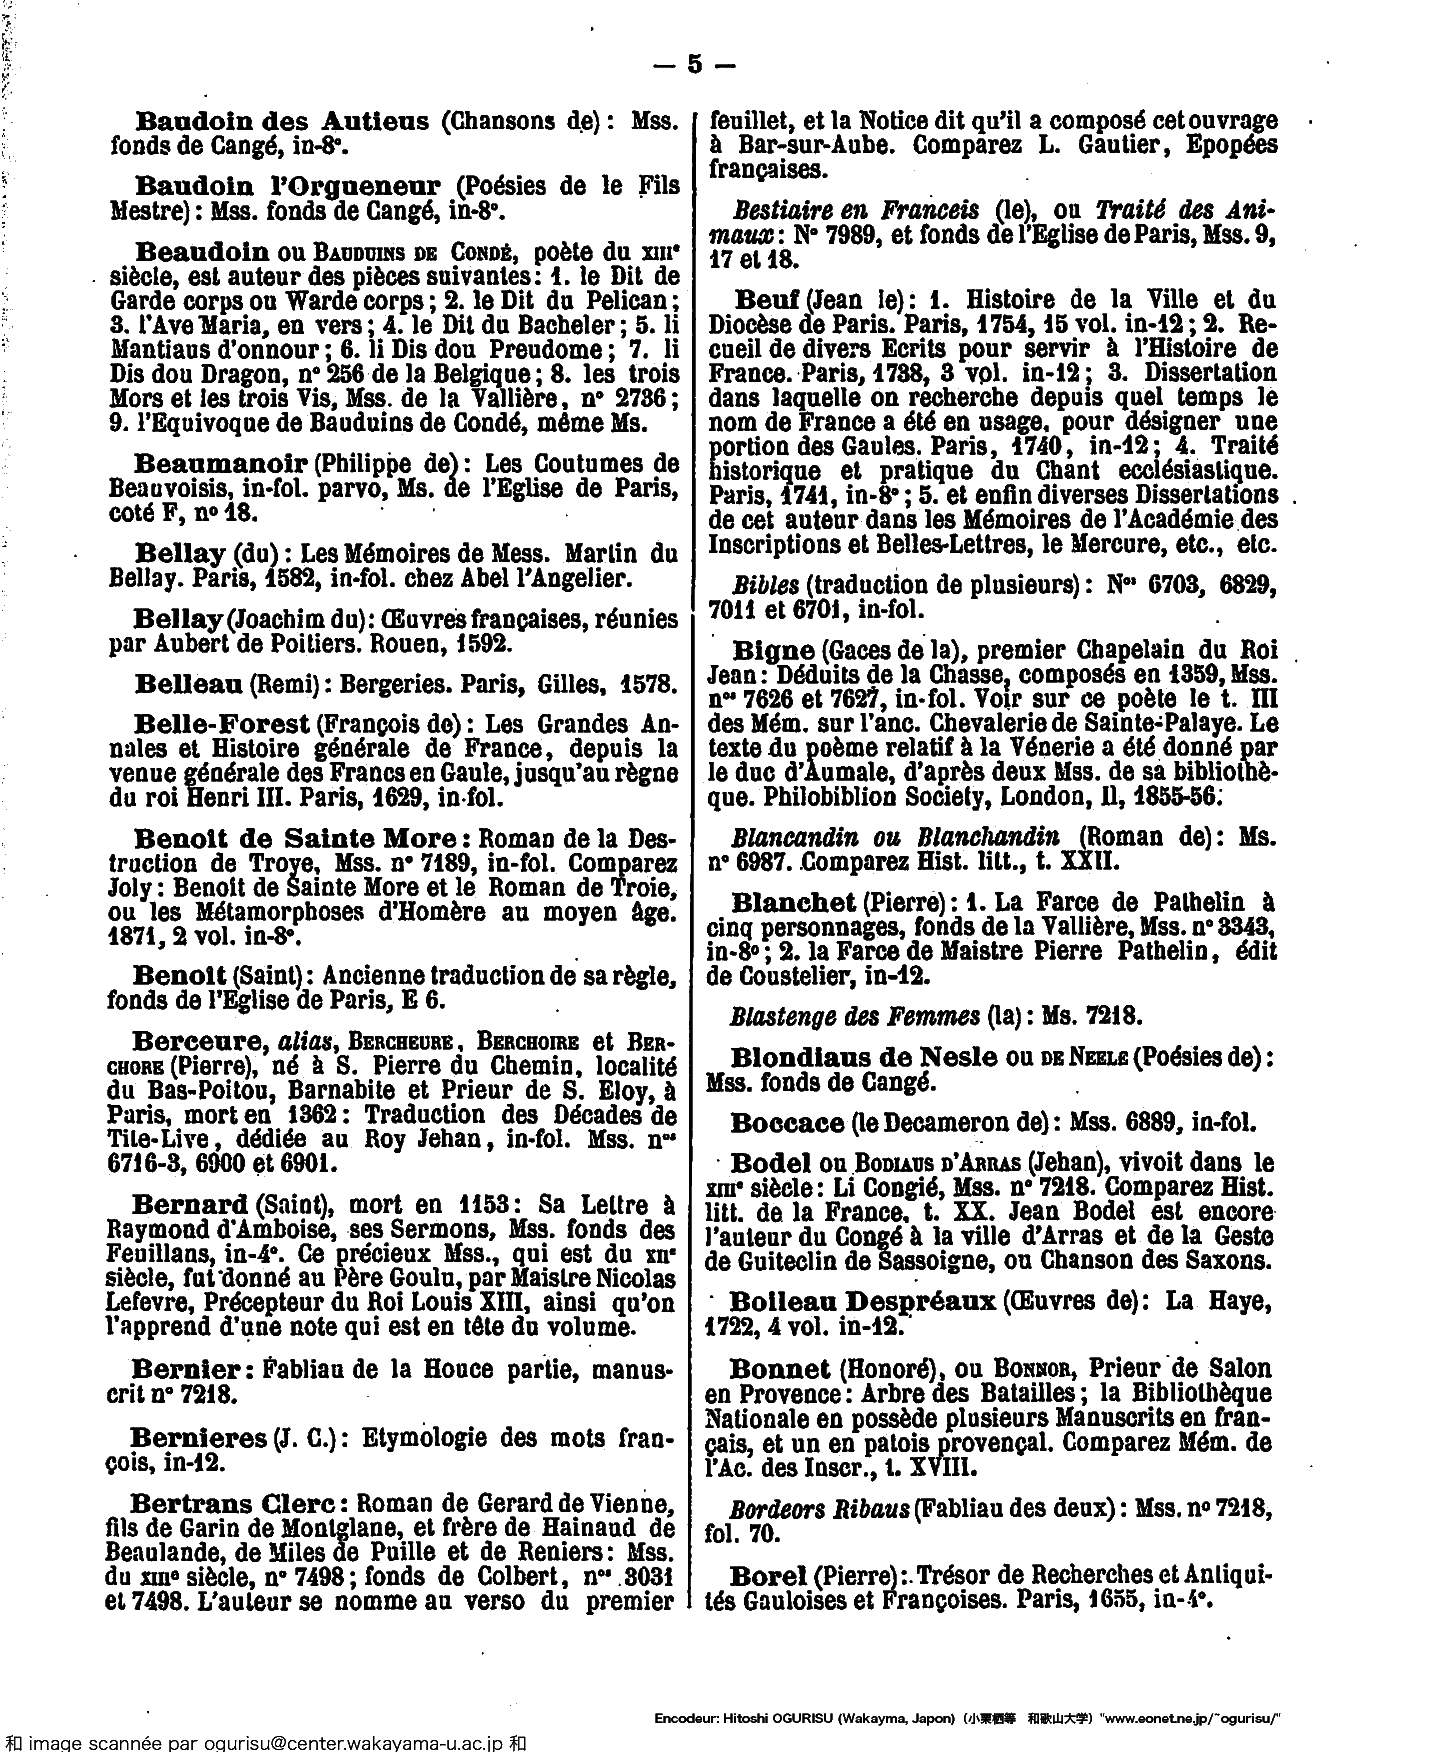 — 5 —
Baudoin des Autieus (Chansons de) : Mss.
fonds de Cangé, in-8°.
Baudoin l'Orgueneur (Poésies de le Fils
Mestre) : Mss. fonds de Cangé, in-8°.
Beaudoin ou BAUDUINS DE CONDÉ, poète du XIIIe
siècle, est auteur des pièces suivantes : 1. le Dit de
Garde corps ou Warde corps ; 2. le Dit du Pelican ;
3. l'Ave Maria, en vers ; 4. le Dit du Bacheler ; 5. li
Mantiaus d'onnour ; 6. li Dis dou Preudome ; 7. li
Dis dou Dragon, n° 256 de la Belgique ; 8. les trois
Mors et les trois Vis, Mss. de la Vallière, n° 2736 ;
9. l'Equivoque de Bauduins de Condé, même Ms.
Beaumanoir (Philippe de) : Les Coutumes de
Beauvoisis, in-fol. parvo, Ms. de l'Eglise de Paris,
coté F, n° 18.
Bellay (du) : Les Mémoires de Mess. Martin du
Bellay. Paris, 1582, in-fol. chez Abel l'Angelier.
Bellay (Joachim du) : Œuvres françaises, réunies
par Aubert de Poitiers. Rouen, 1592.
Belleau (Remi) : Bergeries. Paris, Gilles, 1578.
Belle-Forest (François de) : Les Grandes An-
nales et Histoire générale de France, depuis la
venue générale des Francs en Gaule, jusqu'au règne
du roi Henri III. Paris, 1629, in-fol.
Benoit de Sainte More : Roman de la Des-
truction de Troye, Mss. n° 7189, in-fol. Comparez
Joly : Benoit de Sainte More et le Roman de Troie,
ou les Métamorphoses d'Homère au moyen âge.
1871, 2 vol. in-8°.
Benoit (Saint) : Ancienne traduction de sa règle,
fonds de l'Eglise de Paris, E 6.
Berceure, alias, BERCHEURE, BERCHOIRE et BER-
CHORE (Pierre), né à S. Pierre du Chemin, localité
du Bas-Poitou, Barnabite et Prieur de S. Eloy, à
Paris, mort en 1362 : Traduction des Décades de
Tite-Live, dédiée au Roy Jehan, in-fol. Mss. nos
6716-3, 6900 et 6901.
Bernard (Saint), mort en 1153 : Sa Lettre à
Raymond d'Amboise, ses Sermons, Mss. fonds des
Feuillans, in-4°. Ce précieux Mss., qui est du XIIe
siècle, fut donné au Père Goulu, par Maistre Nicolas
Lefevre, Précepteur du Roi Louis XIII, ainsi qu'on
l'apprend d'une note qui est en tête du volume.
Bernier : Fabliau de la Houce partie, manus-
crit n° 7218.
Bernieres (J. C.) : Etymologie des mots fran-
çois, in-12.
Bertrans Clerc : Roman de Gerard de Vienne,
fils de Garin de Montglane, et frère de Hainaud de
Beaulande, de Miles de Puille et de Reniers : Mss.
du XIIIe siècle, n° 7498 ; fonds de Colbert, nos 3031
et 7498. L'auteur se nomme au verso du premier
feuillet, et la Notice dit qu'il a composé cet ouvrage
à Bar-sur-Aube. Comparez L. Gautier, Epopées
françaises.
Bestiaire en Franceis (le), ou Traité des Ani-
maux : N° 7989, et fonds de l'Eglise de Paris, Mss. 9,
17 et 18.
Beuf (Jean le) : 1. Histoire de la Ville et du
Diocèse de Paris. Paris, 1754, 15 vol. in-12 ; 2. Re-
cueil de divers Ecrits pour servir à l'Histoire de
France. Paris, 1738, 3 vol. in-12 ; 3. Dissertation
dans laquelle on recherche depuis quel temps le
nom de France a été en usage, pour désigner une
portion des Gaules. Paris, 1740, in-12 ; 4. Traité
historique et pratique du Chant ecclésiastique.
Paris, 1741, in-8° ; 5. et enfin diverses Dissertations
de cet auteur dans les Mémoires de l'Académie des
Inscriptions et Belles-Lettres, le Mercure, etc., etc.
Bibles (traduction de plusieurs) : Nos 6703, 6829,
7011 et 6701, in-fol.
Bigne (Gaces de la), premier Chapelain du Roi
Jean : Déduits de la Chasse, composés en 1359, Mss.
nos 7626 et 7627, in-fol. Voir sur ce poète le t. III
des Mém. sur l'anc. Chevalerie de Sainte-Palaye. Le
texte du poème relatif à la Vénerie a été donné par
le duc d'Aumale, d'après deux Mss. de sa bibliothè-
que. Philobiblion Society, London, II, 1855-56.
Blancandin ou Blanchandin (Roman de) : Ms.
n° 6987. Comparez Hist. litt., t. XXII.
Blanchet (Pierre) : 1. La Farce de Pathelin à
cinq personnages, fonds de la Vallière, Mss. n° 3343,
in-8° ; 2. la Farce de Maistre Pierre Pathelin, édit
de Coustelier, in-12.
Blastenge des Femmes (la) : Ms. 7218.
Blondiaus de Nesle ou DE NEELE (Poésies de) :
Mss. fonds de Cangé.
Boccace (le Decameron de) : Mss. 6889, in-fol.
Bodel ou BODIAUS D'ARRAS (Jehan), vivoit dans le
XIIIe siècle : Li Congié, Mss. n° 7218. Comparez Hist.
litt. de la France, t. XX. Jean Bodel est encore
l'auteur du Congé à la ville d'Arras et de la Geste
de Guiteclin de Sassoigne, ou Chanson des Saxons.
Boileau Despréaux (Œuvres de) : La Haye,
1722, 4 vol. in-12.
Bonnet (Honoré), ou BONNOR, Prieur de Salon
en Provence : Arbre des Batailles ; la Bibliothèque
Nationale en possède plusieurs Manuscrits en fran-
çais, et un en patois provençal. Comparez Mém. de
l'Ac. des Inscr., t. XVIII.
Bordeors Ribaus (Fabliau des deux) : Mss. n° 7218,
fol. 70.
Borel (Pierre) : Trésor de Recherches et Antiqui-
tés Gauloises et Françoises. Paris, 1655, in-4°.
Encodeur: Hitoshi OGURISU (Wakayma, Japon) (小栗栖等 和歌山大学) "www.eonet.ne.jp/~ogurisu/"
和 image scannée par ogurisu@center.wakayama-u.ac.jp 和